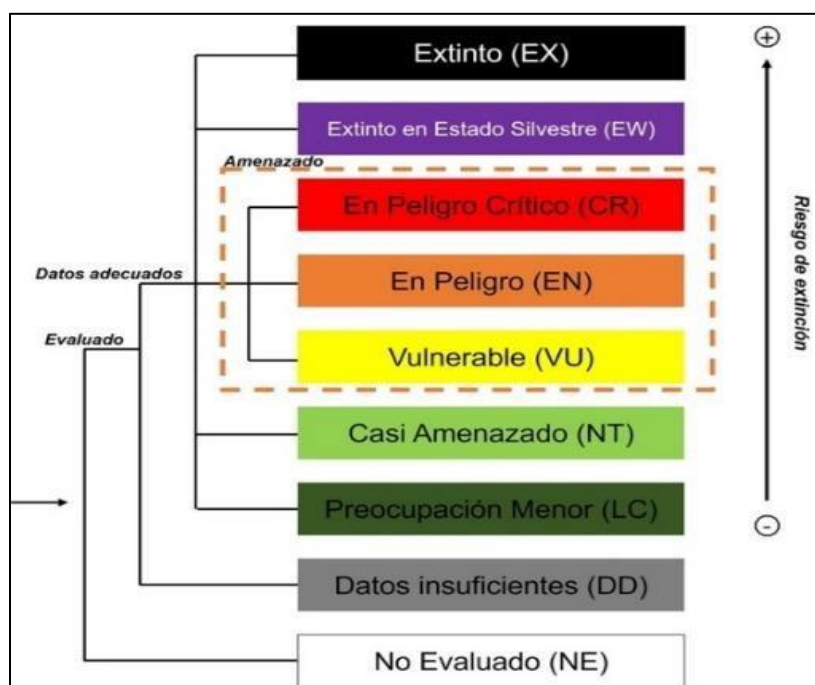 Extinto (EX)
Extinto en Estado Silvestre (EW)
Amenazado
En Peligro Crítico (CR)
Datos adecuados
En Peligro (EN)
Evaluado
Vulnerable (VU)
Casi Amenazado (NT)
Preocupación Menor (LC)
Datos insuficientes (DD)
No Evaluado (NE)
+
Riesgo de extinción
-